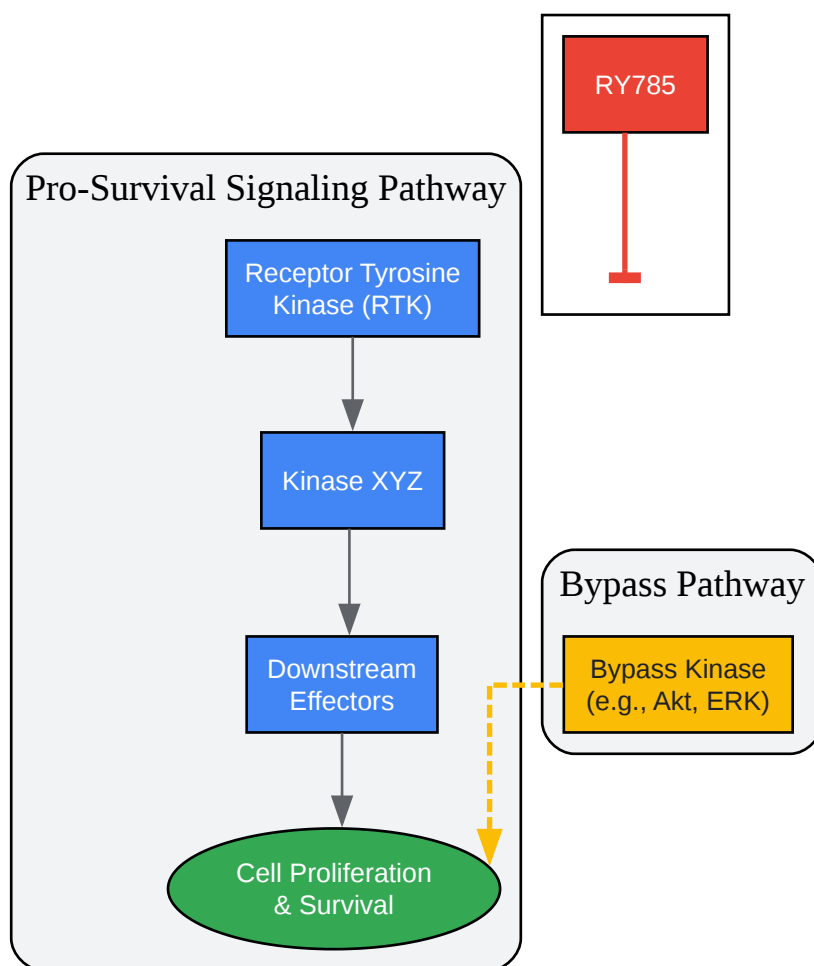 RY785
Pro-Survival Signaling Pathway
Receptor Tyrosine
Kinase (RTK)
Kinase XYZ
Bypass Pathway
Downstream
Effectors
Bypass Kinase
(e.g., Akt, ERK)
Cell Proliferation
& Survival